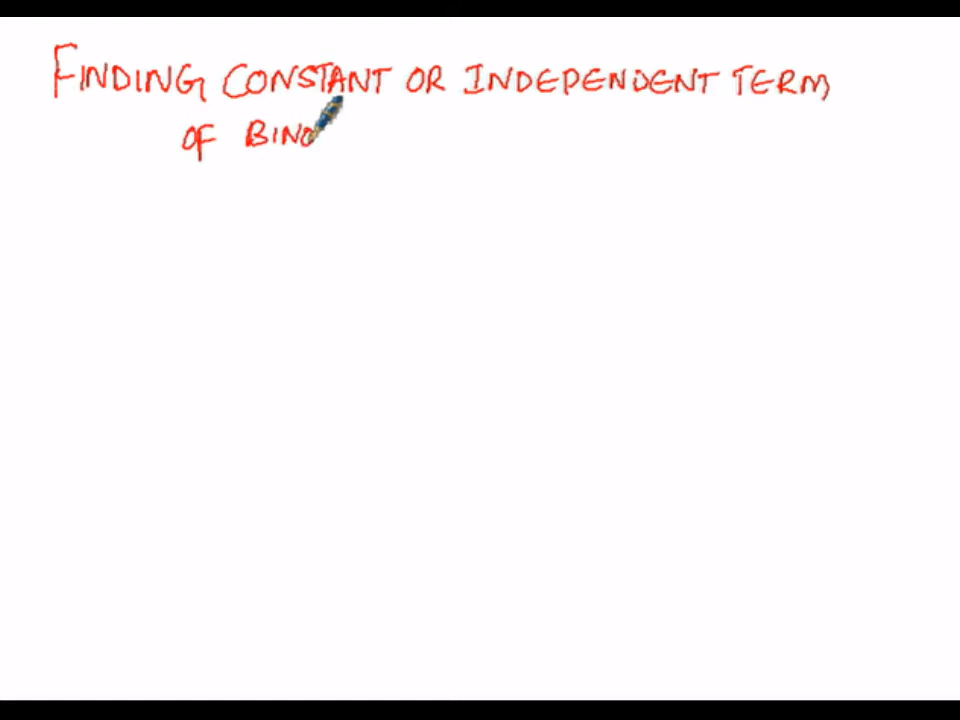 FINDING CONSTANT OR INDEPENDENT TERM
OF BINO